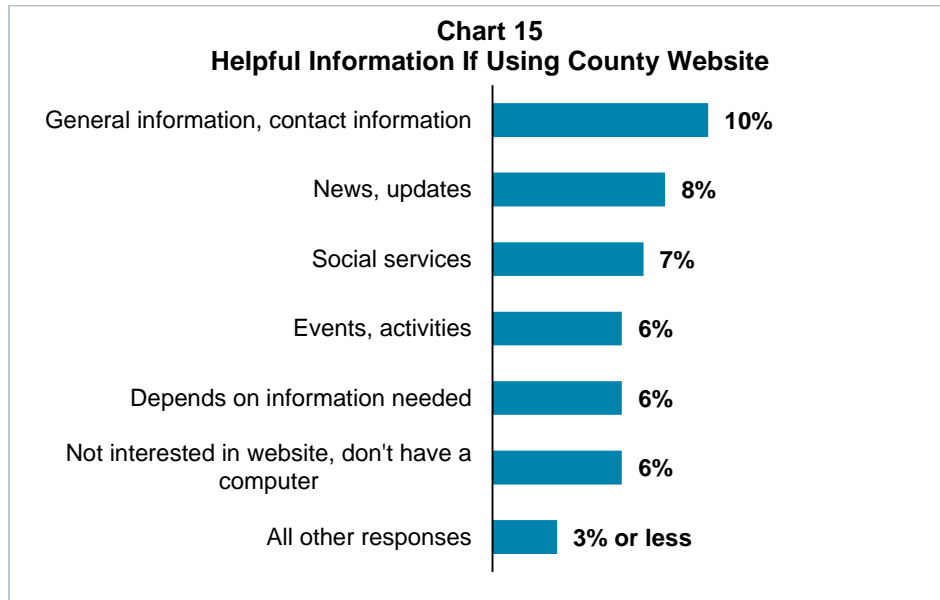 Chart 15
Helpful Information If Using County Website
General information, contact information 10%
News, updates 8%
Social services 7%
Events, activities 6%
Depends on information needed 6%
Not interested in website, don't have a
computer 6%
All other responses 3% or less